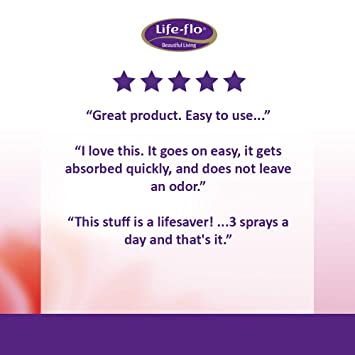 Life-flo®
Beautiful Living
“Great product. Easy to use...”
“I love this. It goes on easy, it gets
absorbed quickly, and does not leave
an odor.”
“This stuff is a lifesaver! ...3 sprays a
day and that's it.”